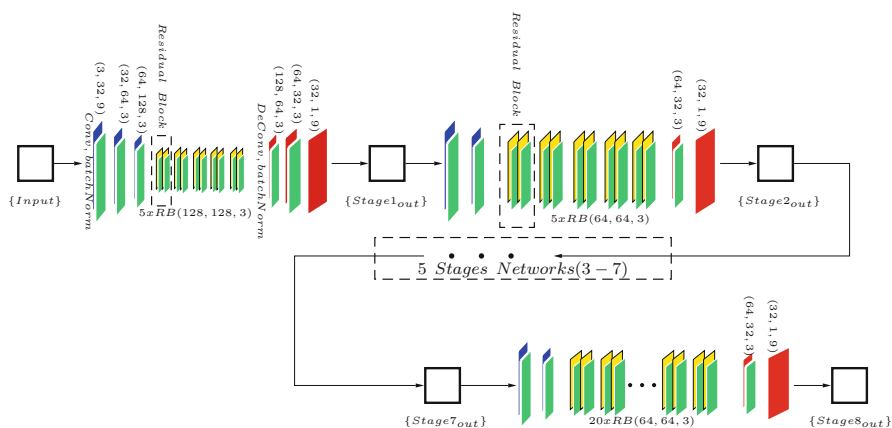 {Input}
Conv, batchNorm
(3, 32, 9)
(32, 64, 3)
(64, 128, 3)
Residual Block
5xRB(128, 128, 3)
DeConv, batchNorm
(128, 64, 3)
(64, 32, 3)
(32, 1, 9)
{Stage1out}
Residual Block
5xRB(64, 64, 3)
(64, 32, 3)
(32, 1, 9)
{Stage2out}
5 Stages Networks(3 − 7)
{Stage7out}
20xRB(64, 64, 3)
(64, 32, 3)
(32, 1, 9)
{Stage8out}